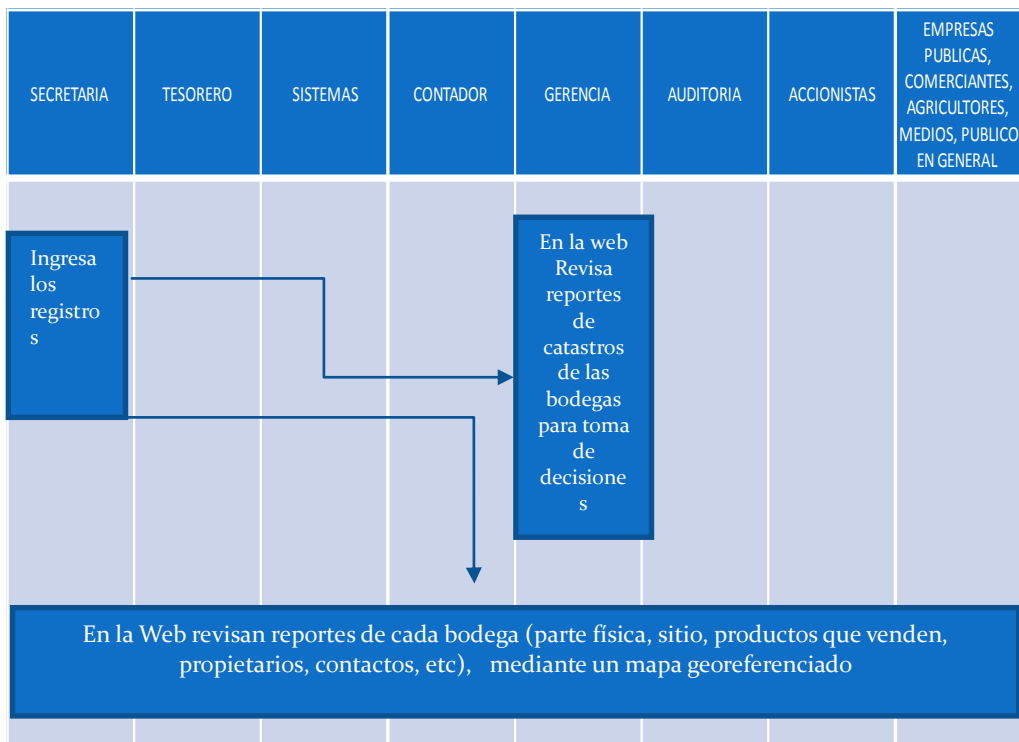 SECRETARIA
TESORERO
SISTEMAS
CONTADOR
GERENCIA
AUDITORIA
ACCIONISTAS
EMPRESAS
PUBLICAS,
COMERCIANTES,
AGRICULTORES,
MEDIOS, PUBLICO
EN GENERAL
Ingresa
los
registro
s
En la web
Revisa
reportes
de
catastros
de las
bodegas
para toma
de
decisione
s
En la Web revisan reportes de cada bodega (parte física, sitio, productos que venden,
propietarios, contactos, etc), mediante un mapa georeferenciado